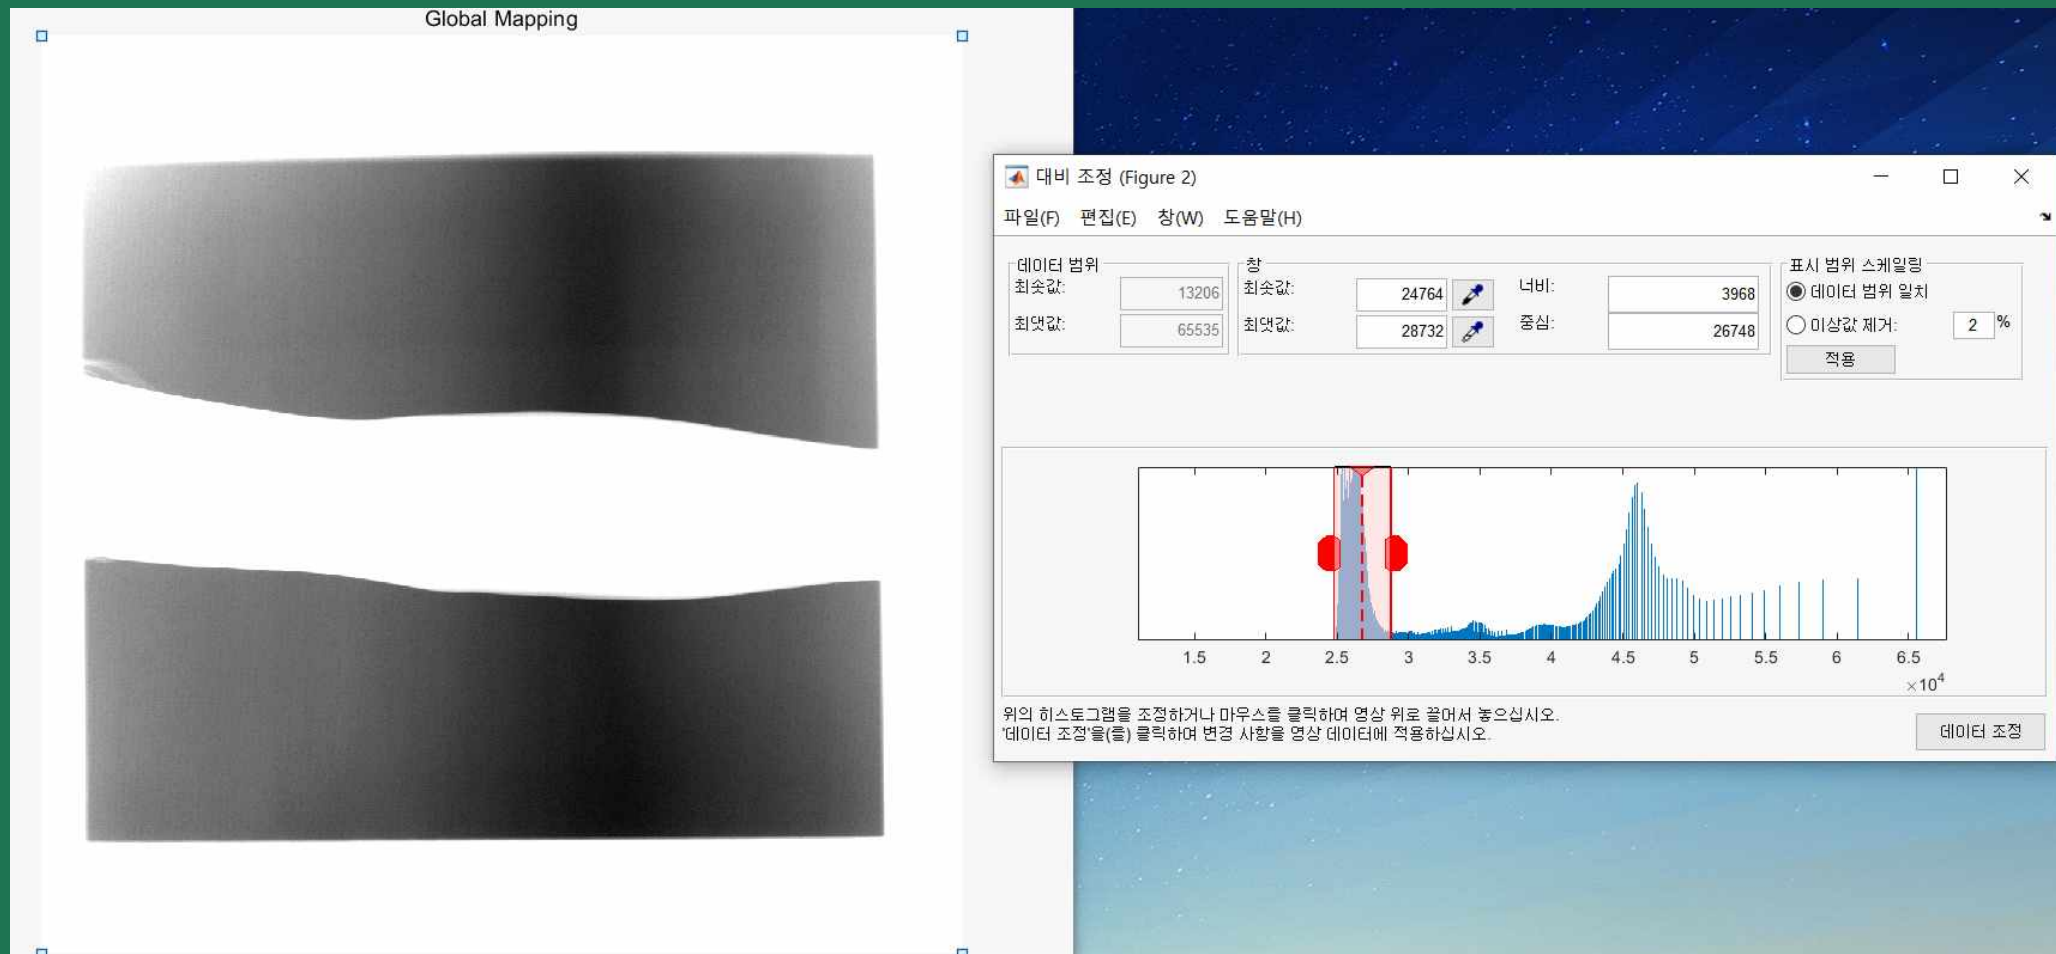 Global Mapping
대비 조정 (Figure 2)
파일(F) 편집(E) 창(W) 도움말(H)
데이터 범위
최솟값: 13206
최댓값: 65535
창
최솟값: 24764 너비: 3968
최댓값: 28732 중심: 26748
표시 범위 스케일링
데이터 범위 일치
이상값 제거: 2 %
적용
1.5 2 2.5 3 3.5 4 4.5 5 5.5 6 6.5
×10⁴
위의 히스토그램을 조정하거나 마우스를 클릭하여 영상 위로 끌어서 놓으십시오.
'데이터 조정'을(를) 클릭하여 변경 사항을 영상 데이터에 적용하십시오.
데이터 조정